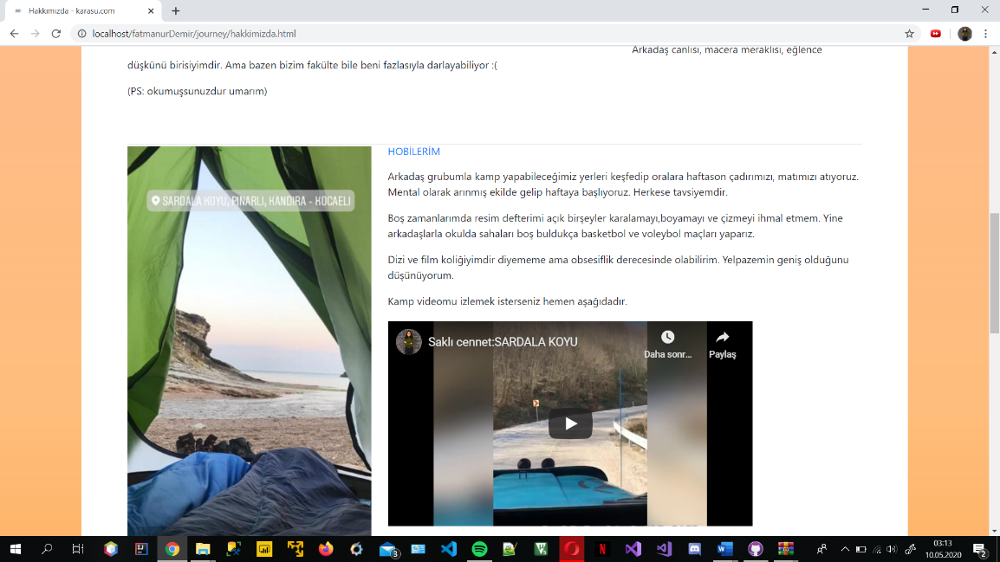 Hakkımızda - karasu.com
localhost/fatmanurDemir/journey/hakkimizda.html
Arkadaş canlısı, macera meraklısı, eğlence
düşkünü birisiyimdir. Ama bazen bizim fakülte bile beni fazlasıyla darlayabiliyor :(
(PS: okumuşsunuzdur umarım)
SARDALA KOYU, PINARLI, KANDIRA - KOCAELİ
HOBİLERİM
Arkadaş grubumla kamp yapabileceğimiz yerleri keşfedip oralara haftason çadırımızı, matımızı atıyoruz.
Mental olarak arınmış ekilde gelip haftaya başlıyoruz. Herkese tavsiyemdir.
Boş zamanlarımda resim defterimi açık birşeyler karalamayı,boyamayı ve çizmeyi ihmal etmem. Yine
arkadaşlarla okulda sahaları boş buldukça basketbol ve voleybol maçları yaparız.
Dizi ve film koliğiyimdir diyememe ama obsesiflik derecesinde olabilirim. Yelpazemin geniş olduğunu
düşünüyorum.
Kamp videomu izlemek isterseniz hemen aşağıdadır.
Saklı cennet:SARDALA KOYU
Daha sonr...
Paylaş
03:13
10.05.2020
3
2